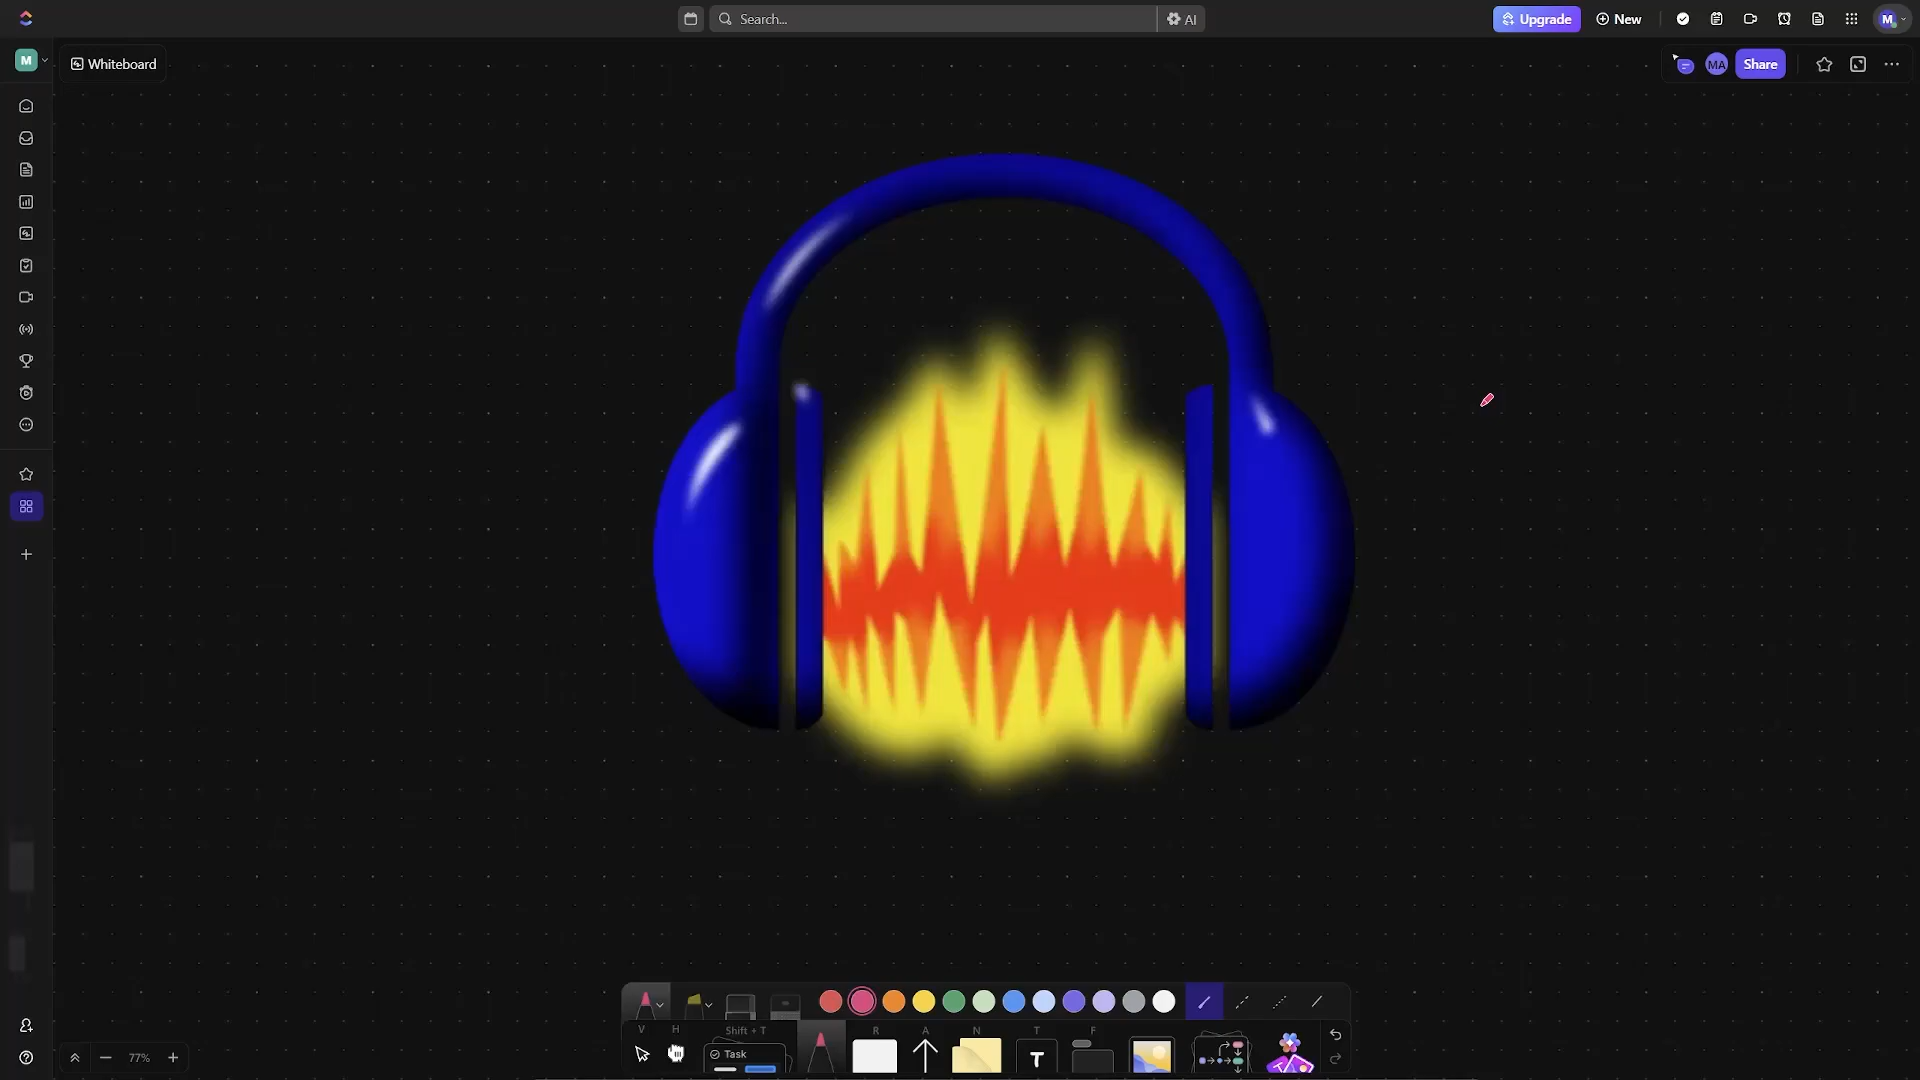 Search...
AI
Upgrade
New
M
M
Whiteboard
MA
Share
V
H
Shift + T
R
A
N
T
F
Task
T
77%